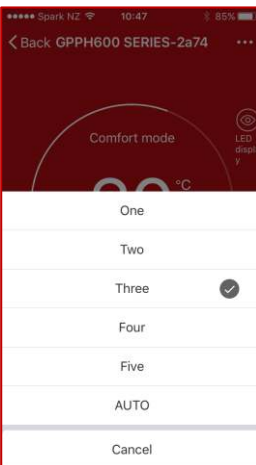 Spark NZ 10:47 85%
Back GPPH600 SERIES-2a74
Comfort mode
LED
displa
y
°C
One
Two
Three
Four
Five
AUTO
Cancel